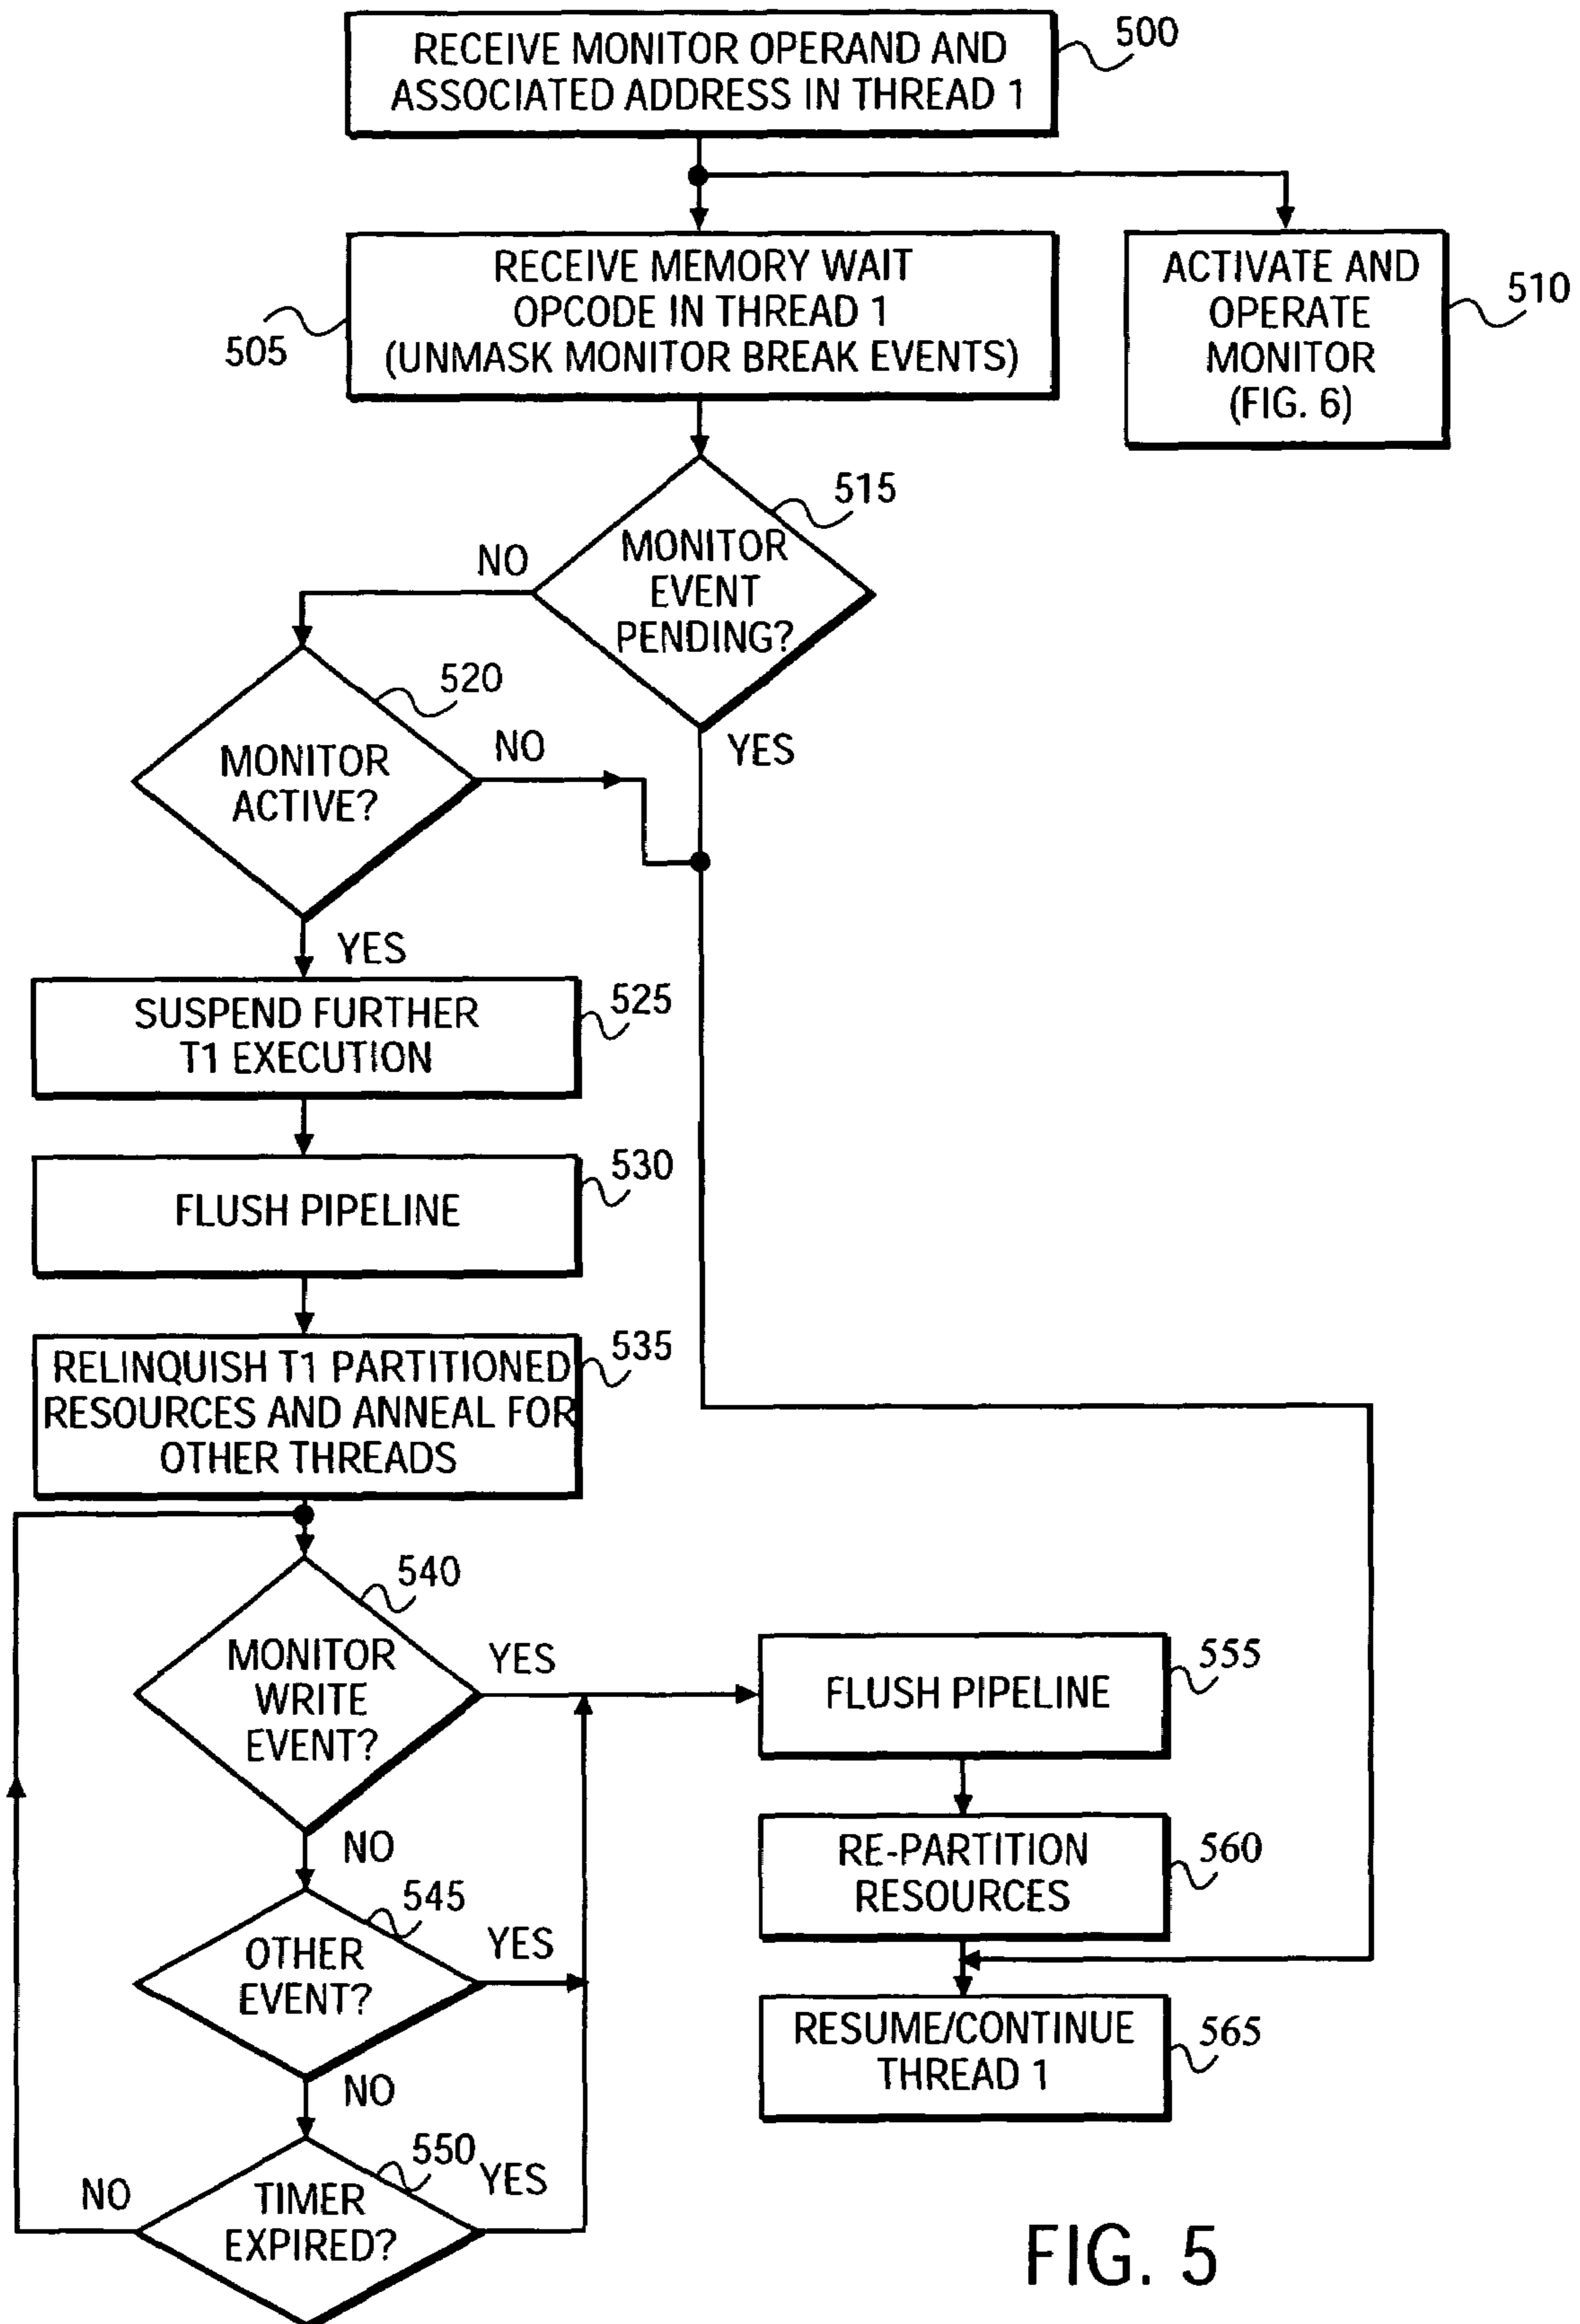 RECEIVE MONITOR OPERAND AND
ASSOCIATED ADDRESS IN THREAD 1
500
RECEIVE MEMORY WAIT
OPCODE IN THREAD 1
(UNMASK MONITOR BREAK EVENTS)
505
ACTIVATE AND
OPERATE
MONITOR
(FIG. 6)
510
MONITOR
EVENT
PENDING?
515
NO
YES
MONITOR
ACTIVE?
520
NO
YES
SUSPEND FURTHER
T1 EXECUTION
525
FLUSH PIPELINE
530
RELINQUISH T1 PARTITIONED
RESOURCES AND ANNEAL FOR
OTHER THREADS
535
MONITOR
WRITE
EVENT?
540
YES
NO
OTHER
EVENT?
545
YES
NO
TIMER
EXPIRED?
550
YES
NO
FLUSH PIPELINE
555
RE-PARTITION
RESOURCES
560
RESUME/CONTINUE
THREAD 1
565
FIG. 5